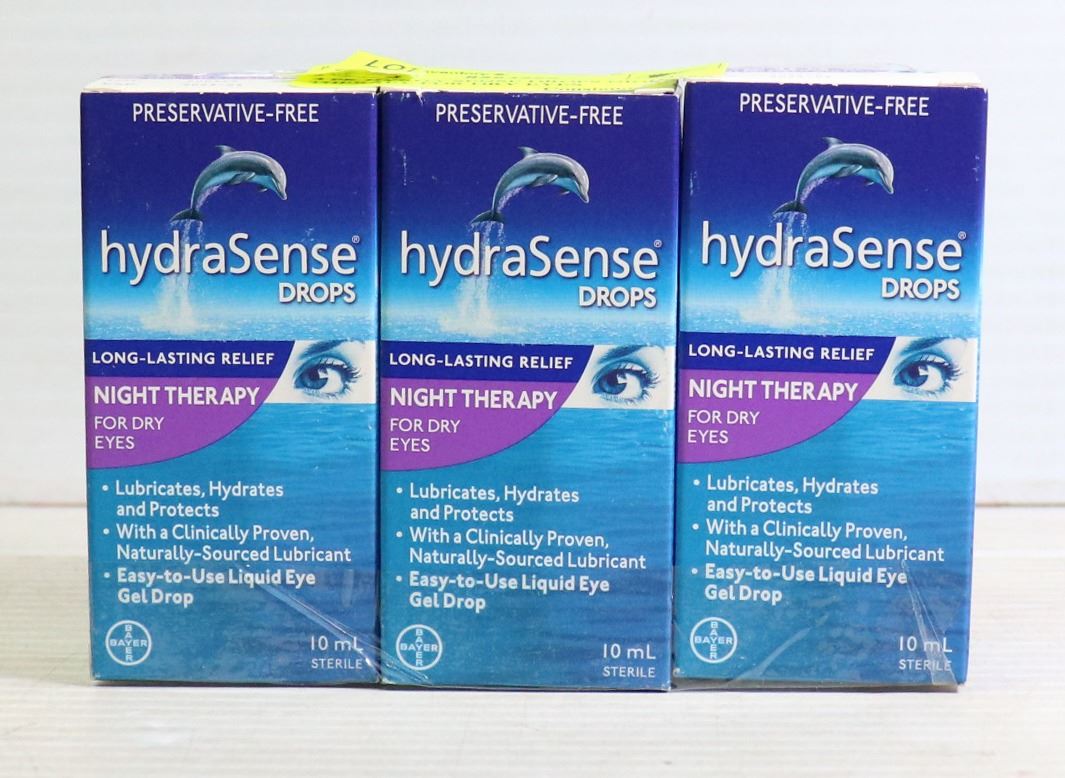 LO
PRESERVATIVE-FREE
hydraSense®
DROPS
LONG-LASTING RELIEF
NIGHT THERAPY
FOR DRY
EYES
• Lubricates, Hydrates
and Protects
• With a Clinically Proven,
Naturally-Sourced Lubricant
• Easy-to-Use Liquid Eye
Gel Drop
BAYER
BAYER
10 mL
STERILE
PRESERVATIVE-FREE
hydraSense®
DROPS
LONG-LASTING RELIEF
NIGHT THERAPY
FOR DRY
EYES
• Lubricates, Hydrates
and Protects
• With a Clinically Proven,
Naturally-Sourced Lubricant
• Easy-to-Use Liquid Eye
Gel Drop
BAYER
BAYER
10 mL
STERILE
PRESERVATIVE-FREE
hydraSense®
DROPS
LONG-LASTING RELIEF
NIGHT THERAPY
FOR DRY
EYES
• Lubricates, Hydrates
and Protects
• With a Clinically Proven,
Naturally-Sourced Lubricant
• Easy-to-Use Liquid Eye
Gel Drop
BAYER
BAYER
10 mL
STERILE